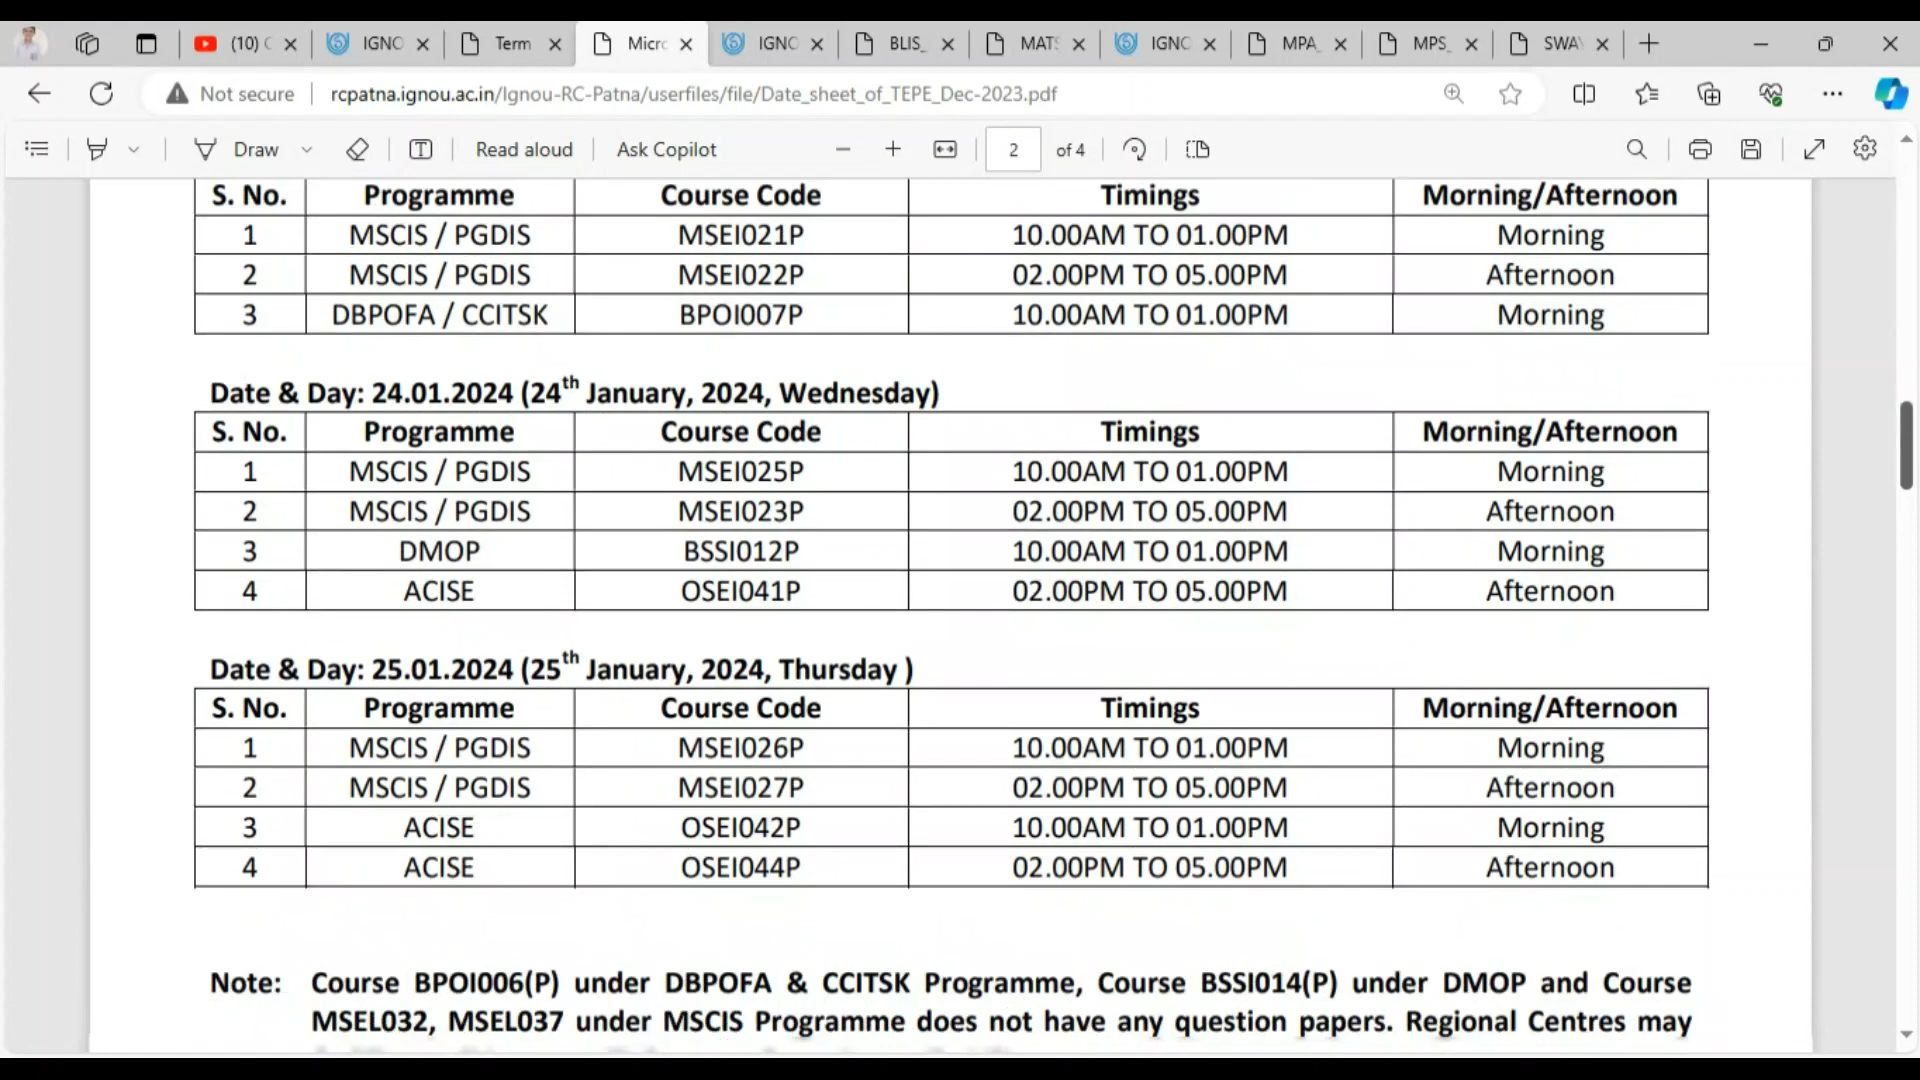 (10) IGNO Term Micro IGNO BLIS_ MATS IGNO MPA_ MPS_ SWA
Not secure rcpatna.ignou.ac.in/Ignou-RC-Patna/userfiles/file/Date_sheet_of_TEPE_Dec-2023.pdf
Draw T Read aloud Ask Copilot 2 of 4
S. No. Programme Course Code Timings Morning/Afternoon
1 MSCIS / PGDIS MSEI021P 10.00AM TO 01.00PM Morning
2 MSCIS / PGDIS MSEI022P 02.00PM TO 05.00PM Afternoon
3 DBPOFA / CCITSK BPOI007P 10.00AM TO 01.00PM Morning
Date & Day: 24.01.2024 (24th January, 2024, Wednesday)
S. No. Programme Course Code Timings Morning/Afternoon
1 MSCIS / PGDIS MSEI025P 10.00AM TO 01.00PM Morning
2 MSCIS / PGDIS MSEI023P 02.00PM TO 05.00PM Afternoon
3 DMOP BSSI012P 10.00AM TO 01.00PM Morning
4 ACISE OSEI041P 02.00PM TO 05.00PM Afternoon
Date & Day: 25.01.2024 (25th January, 2024, Thursday )
S. No. Programme Course Code Timings Morning/Afternoon
1 MSCIS / PGDIS MSEI026P 10.00AM TO 01.00PM Morning
2 MSCIS / PGDIS MSEI027P 02.00PM TO 05.00PM Afternoon
3 ACISE OSEI042P 10.00AM TO 01.00PM Morning
4 ACISE OSEI044P 02.00PM TO 05.00PM Afternoon
Note: Course BPOI006(P) under DBPOFA & CCITSK Programme, Course BSSI014(P) under DMOP and Course
MSEL032, MSEL037 under MSCIS Programme does not have any question papers. Regional Centres may